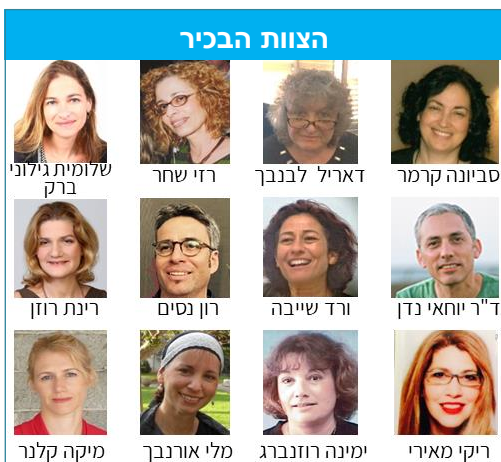 הצוות הבכיר
סביונה קרמר
דאריל לבנבך
רזי שחר
שלומית גילוני
ברק
ד"ר יוחאי נדן
ורד שייבה
רון נסים
רינת רוזן
ריקי מאירי
ימינה רוזנברג
מלי אורנבך
מיקה קלנר